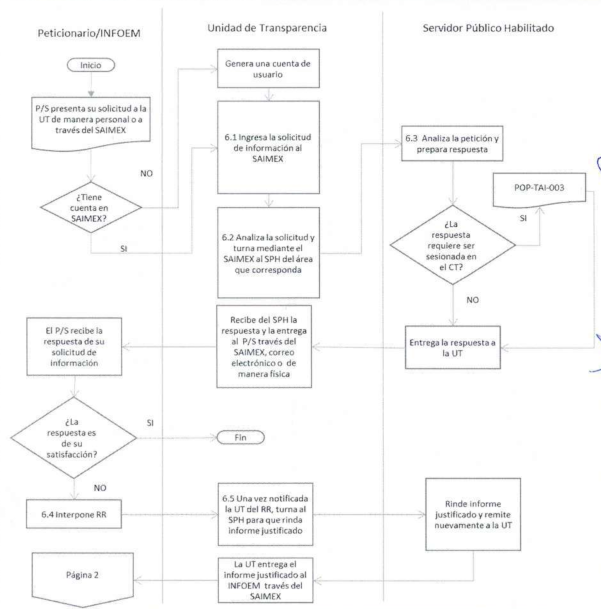 Peticionario/INFOEM
Unidad de Transparencia
Servidor Público Habilitado
Inicio
P/S presenta su solicitud a la
UT de manera personal o a
través del SAIMEX
¿Tiene
cuenta en
SAIMEX?
NO
SI
Genera una cuenta de
usuario
6.1 Ingresa la solicitud
de información al
SAIMEX
6.2 Analiza la solicitud y
turna mediante el
SAIMEX al SPH del área
que corresponda
6.3 Analiza la petición y
prepara respuesta
¿La
respuesta
requiere ser
sesionada en
el CT?
SI
POP-TAI-003
NO
Entrega la respuesta a
la UT
Recibe del SPH la
respuesta y la entrega
al P/S través del
SAIMEX, correo
electrónico o de
manera física
El P/S recibe la
respuesta de su
solicitud de
información
¿La
respuesta es
de su
satisfacción?
SI
Fin
NO
6.4 Interpone RR
6.5 Una vez notificada
la UT del RR, turna al
SPH para que rinda
informe justificado
Rinde informe
justificado y remite
nuevamente a la UT
La UT entrega el
informe justificado al
INFOEM través del
SAIMEX
Página 2